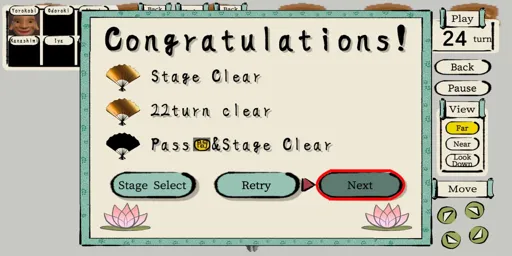 Yorokobi Odoroki Back Back
Kanashimi Iya
Congratulations!
Stage Clear
22turn clear
Pass &Stage Clear
Stage Select Retry Next
Play
24 turn
Back
Pause
View
Far
Near
Look Down
Move